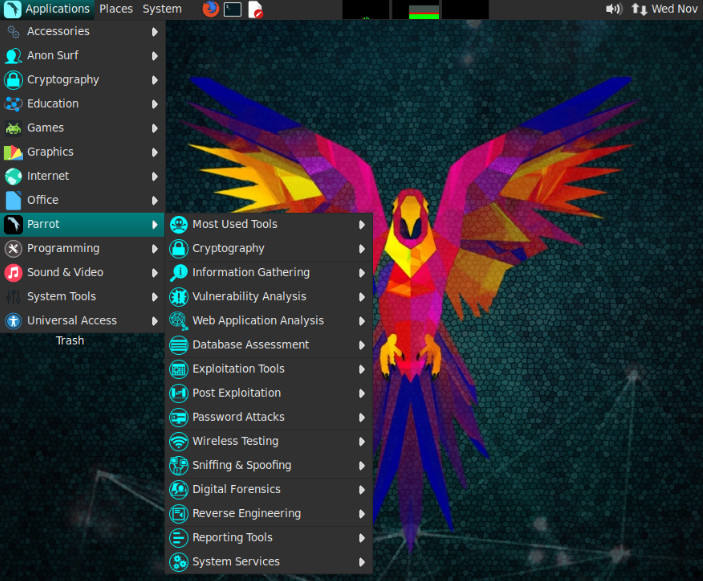 Applications Places System Wed Nov
Accessories
Anon Surf
Cryptography
Education
Games
Graphics
Internet
Office
Parrot
Programming
Sound & Video
System Tools
Universal Access
Trash
Most Used Tools
Cryptography
Information Gathering
Vulnerability Analysis
Web Application Analysis
Database Assessment
Exploitation Tools
Post Exploitation
Password Attacks
Wireless Testing
Sniffing & Spoofing
Digital Forensics
Reverse Engineering
Reporting Tools
System Services